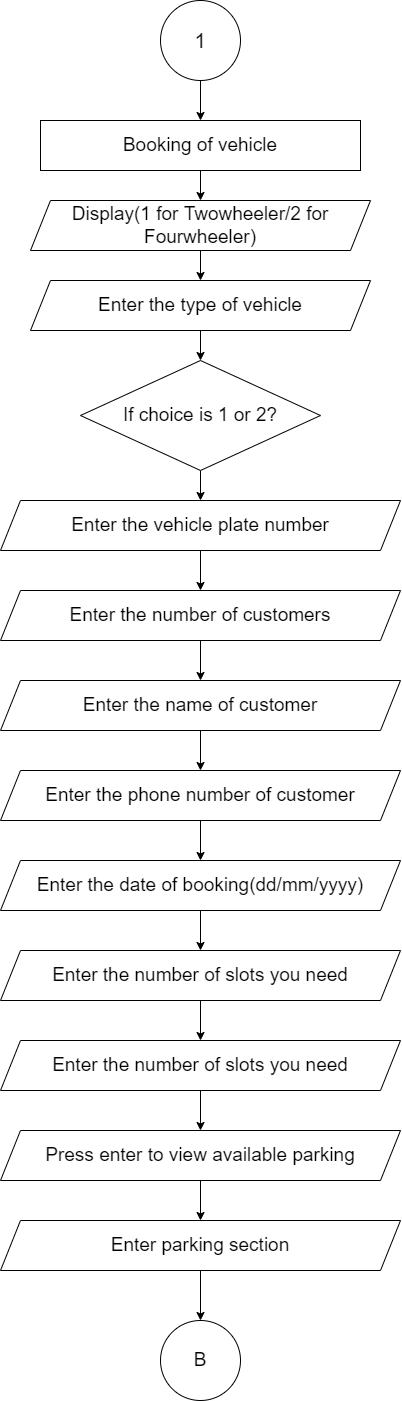 1
Booking of vehicle
Display(1 for Twowheeler/2 for
Fourwheeler)
Enter the type of vehicle
If choice is 1 or 2?
Enter the vehicle plate number
Enter the number of customers
Enter the name of customer
Enter the phone number of customer
Enter the date of booking(dd/mm/yyyy)
Enter the number of slots you need
Enter the number of slots you need
Press enter to view available parking
Enter parking section
B